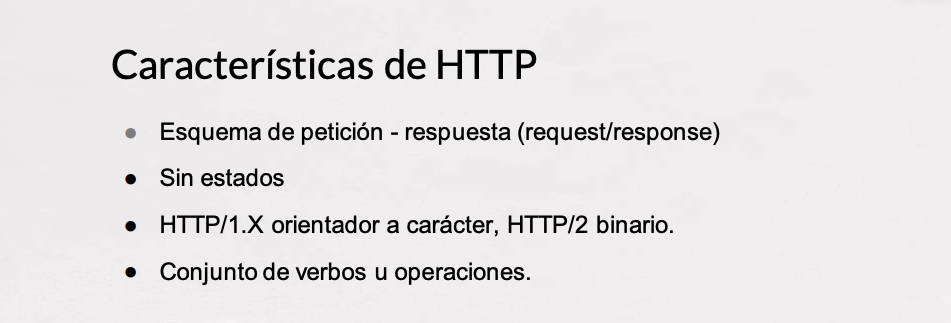 Características de HTTP
● Esquema de petición - respuesta (request/response)
● Sin estados
● HTTP/1.X orientador a carácter, HTTP/2 binario.
● Conjunto de verbos u operaciones.